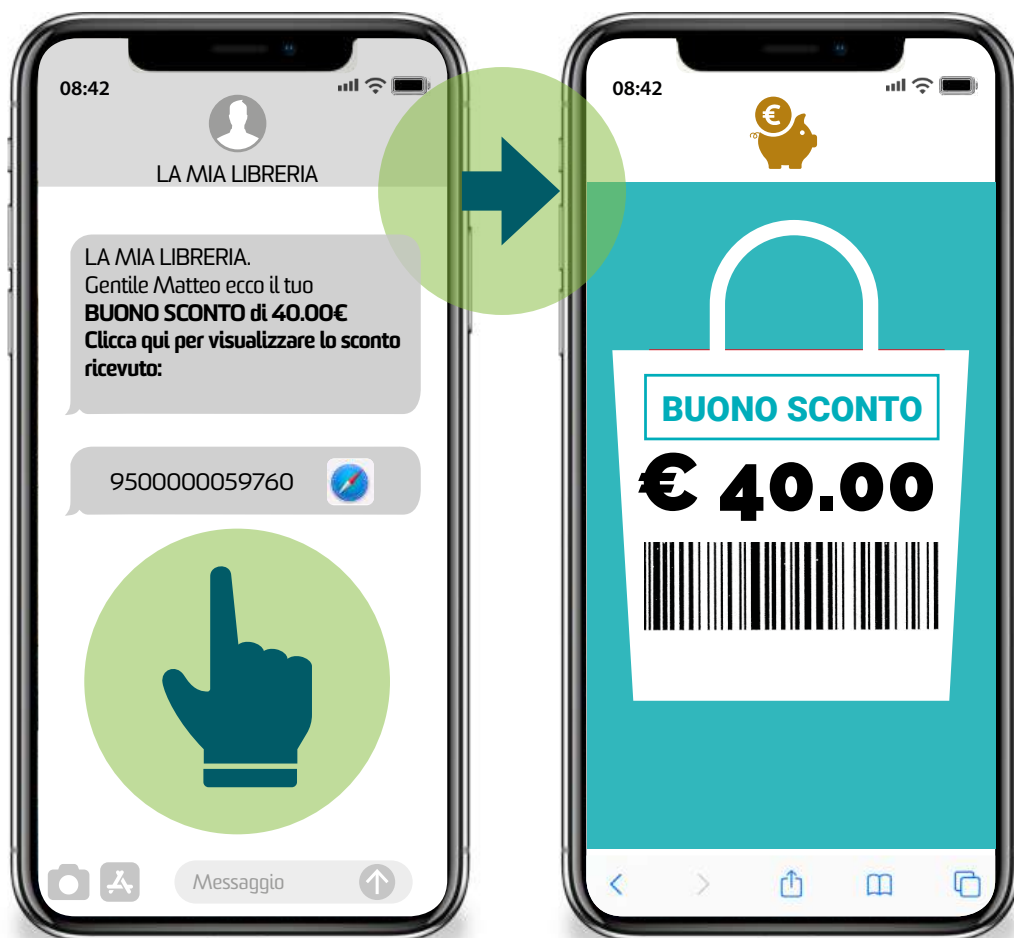 08:42
LA MIA LIBRERIA
LA MIA LIBRERIA.
Gentile Matteo ecco il tuo
BUONO SCONTO di 40.00€
Clicca qui per visualizzare lo sconto
ricevuto:
9500000059760
Messaggio
08:42
€
BUONO SCONTO
€ 40.00